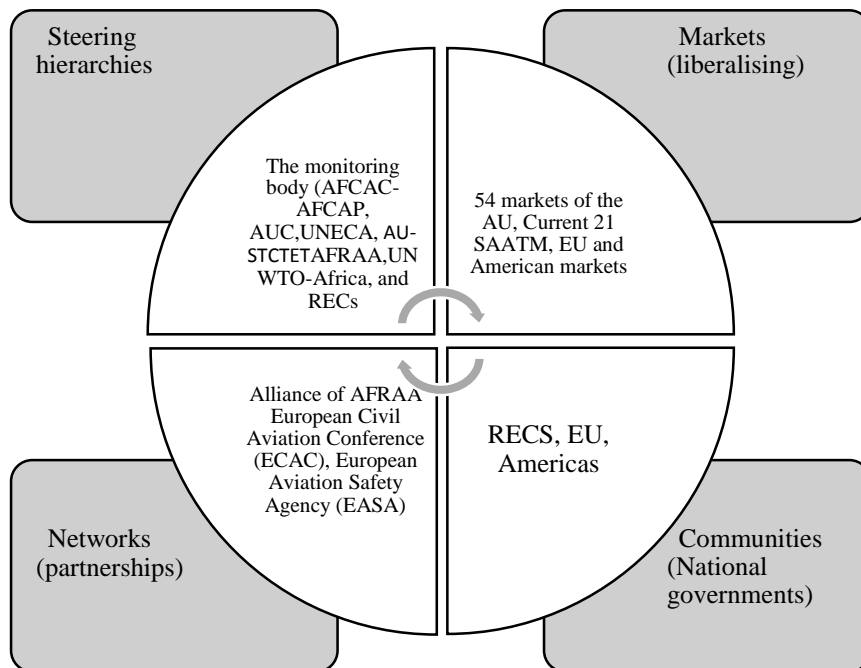 Steering
hierarchies
Markets
(liberalising)
The monitoring
body (AFCAC-
AFCAP,
AUC,UNECA, AU-
STCTETAFRAA,UN
WTO-Africa, and
RECs
54 markets of the
AU, Current 21
SAATM, EU and
American markets
Alliance of AFRAA
European Civil
Aviation Conference
(ECAC), European
Aviation Safety
Agency (EASA)
RECS, EU,
Americas
Networks
(partnerships)
Communities
(National
governments)